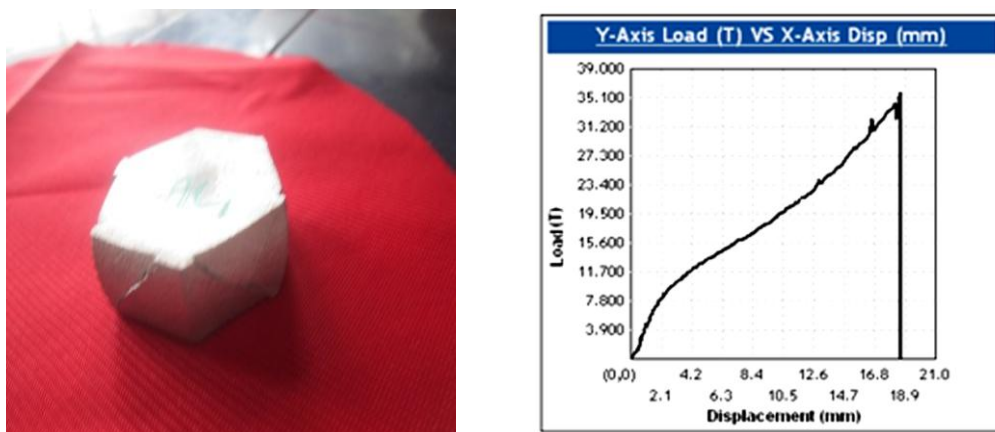 Y-Axis Load (T) VS X-Axis Disp (mm)
39.000
35.100
31.200
27.300
23.400
19.500
15.600
11.700
7.800
3.900
Load(T)
(0,0) 4.2 8.4 12.6 16.8 21.0
2.1 6.3 10.5 14.7 18.9
Displacement (mm)